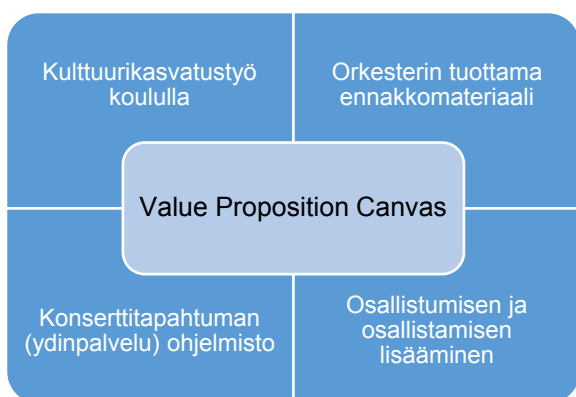 Kulttuurikasvatustyö
koululla
Orkesterin tuottama
ennakkomateriaali
Value Proposition Canvas
Konserttitapahtuman
(ydinpalvelu) ohjelmisto
Osallistumisen ja
osallistamisen
lisääminen